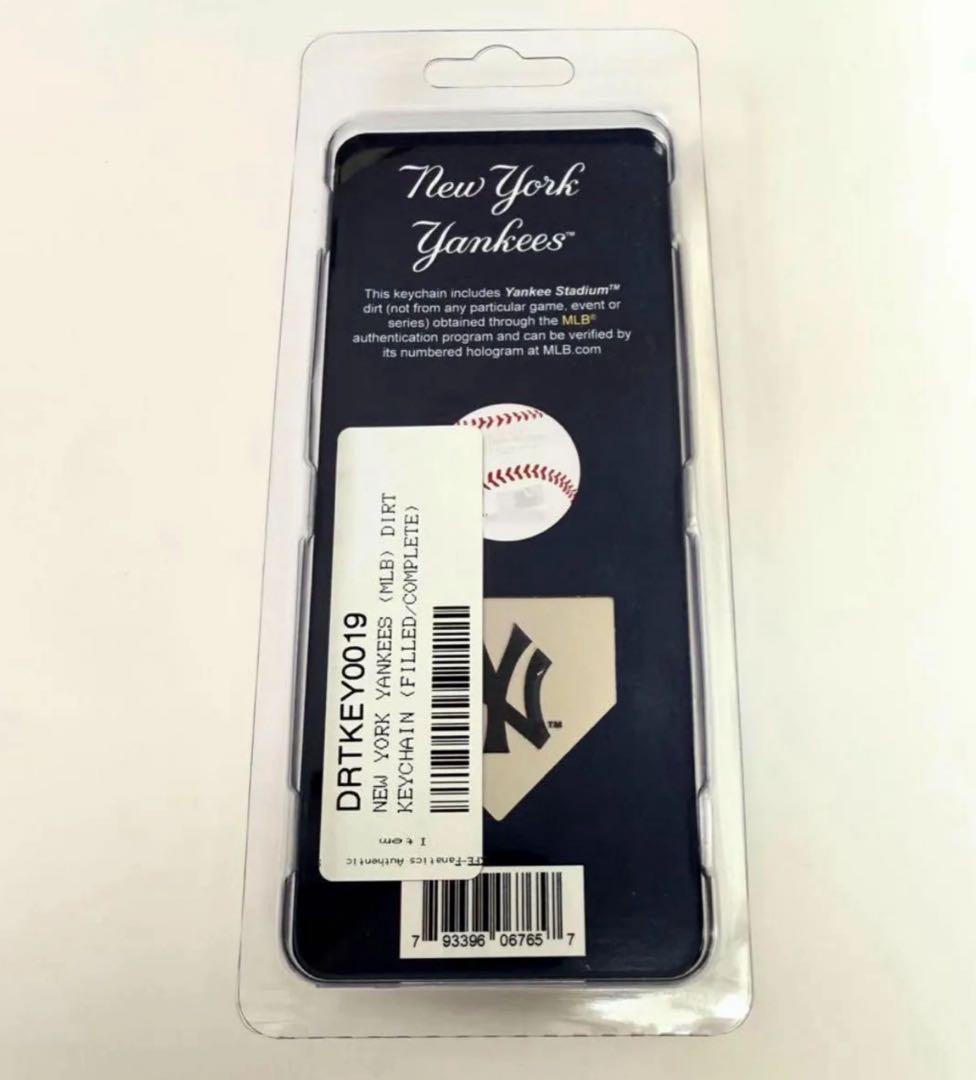 New York
Yankees™
This keychain includes Yankee Stadium™
dirt (not from any particular game, event or
series) obtained through the MLB®
authentication program and can be verified by
its numbered hologram at MLB.com
DRTKEY0019
NEW YORK YANKEES (MLB) DIRT
KEYCHAIN (FILLED/COMPLETE)
Item
FE-Fanatics Authentic
TM
7 93396 06765 7